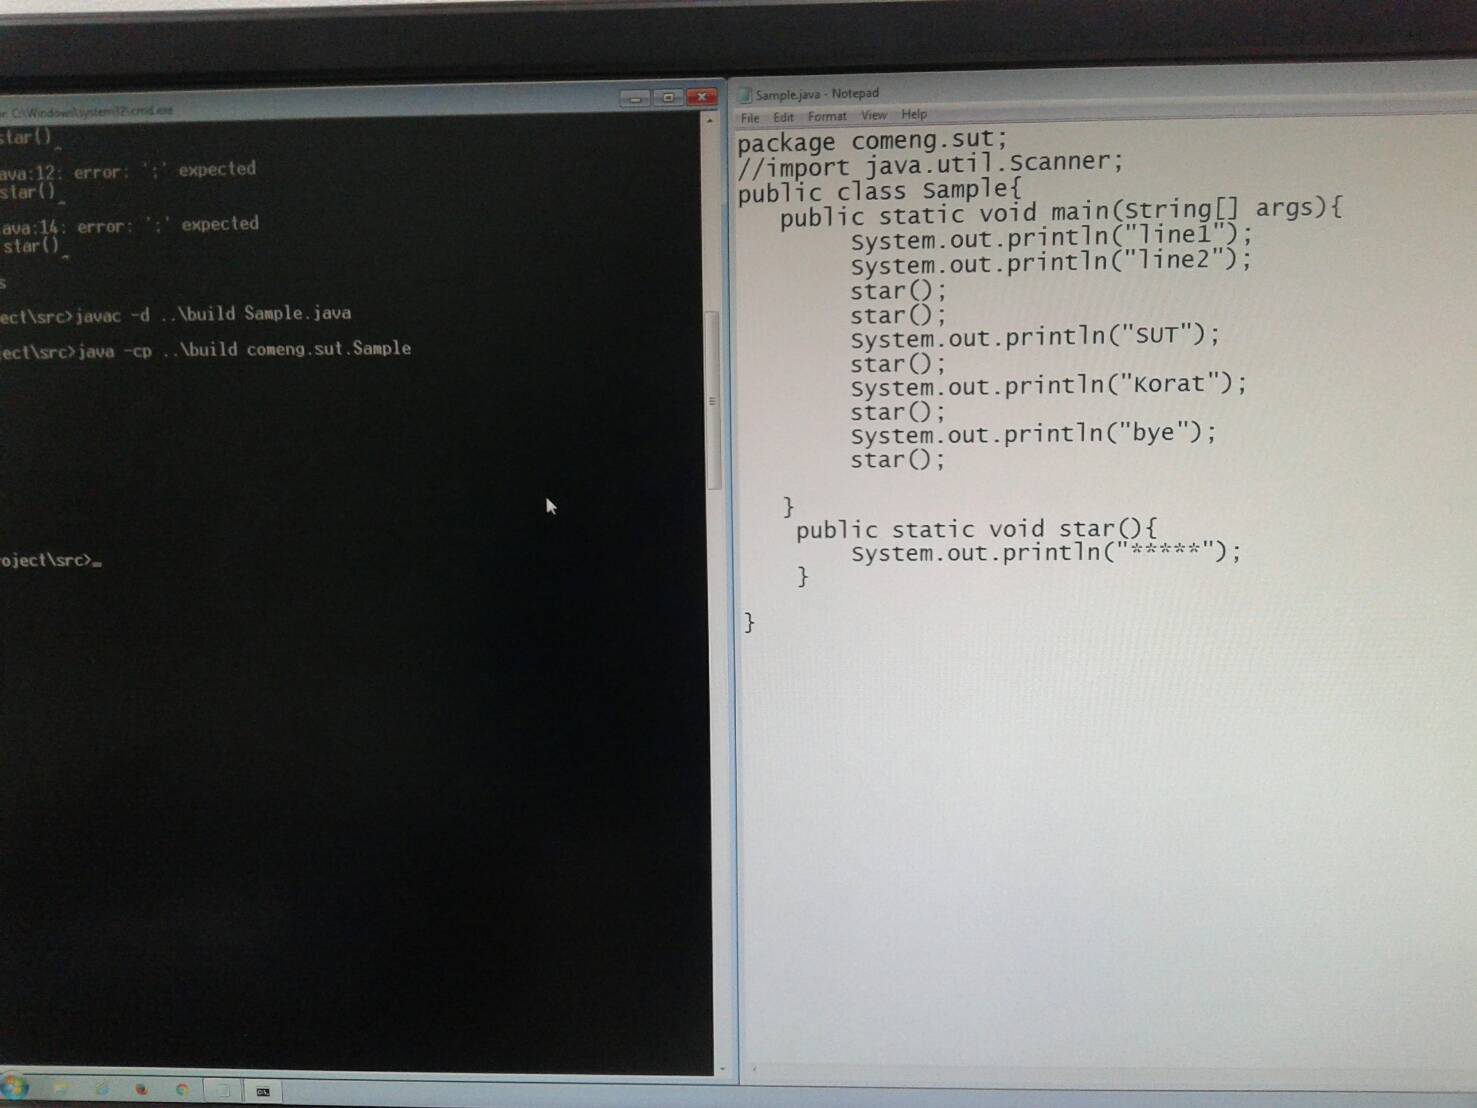 C:\Windows\system32\cmd.exe
star()
ava:12: error: ';' expected
star()
ava:14: error: ';' expected
star()
s
ect\src>javac -d ..\build Sample.java
ject\src>java -cp ..\build comeng.sut.Sample
oject\src>_
Sample.java - Notepad
File Edit Format View Help
package comeng.sut;
//import java.util.Scanner;
public class Sample{
public static void main(String[] args){
System.out.println("line1");
System.out.println("line2");
star();
star();
System.out.println("SUT");
star();
System.out.println("Korat");
star();
System.out.println("bye");
star();
}
public static void star(){
System.out.println("*****");
}
}